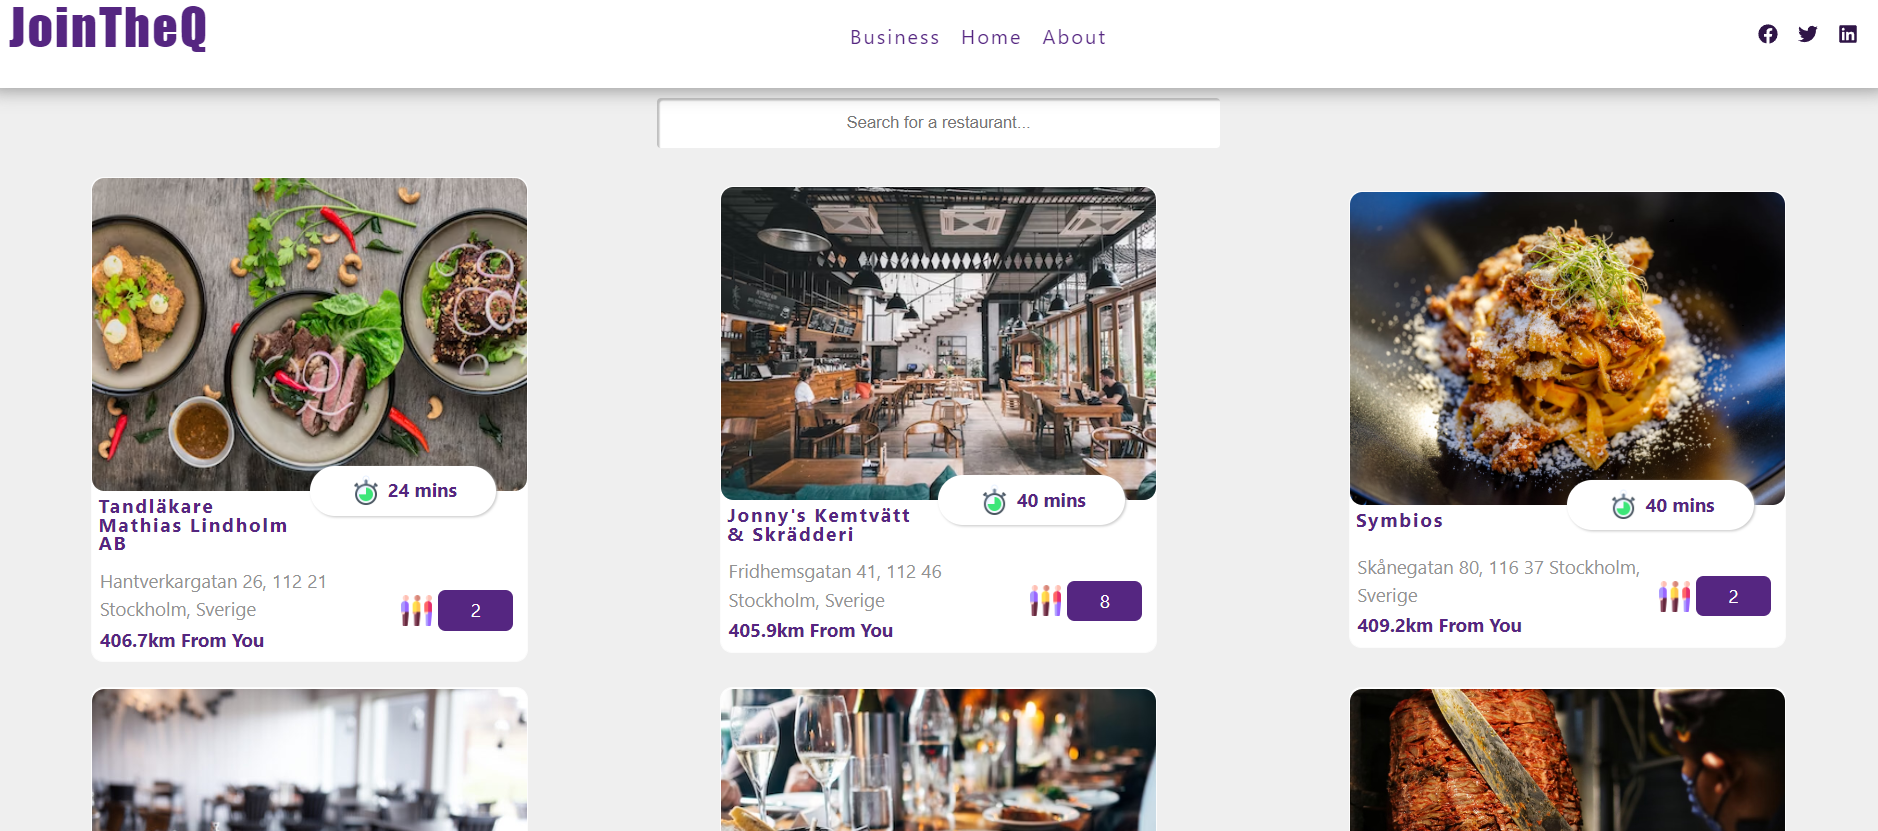 JoinTheQ
Business Home About
Search for a restaurant...
24 mins
Tandläkare
Mathias Lindholm
AB
Hantverkargatan 26, 112 21
Stockholm, Sverige
2
406.7km From You
40 mins
Jonny's Kemtvätt
& Skrädderi
Fridhemsgatan 41, 112 46
Stockholm, Sverige
8
405.9km From You
40 mins
Symbios
Skånegatan 80, 116 37 Stockholm,
Sverige
2
409.2km From You